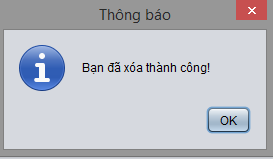 Thông báo
Bạn đã xóa thành công!
OK